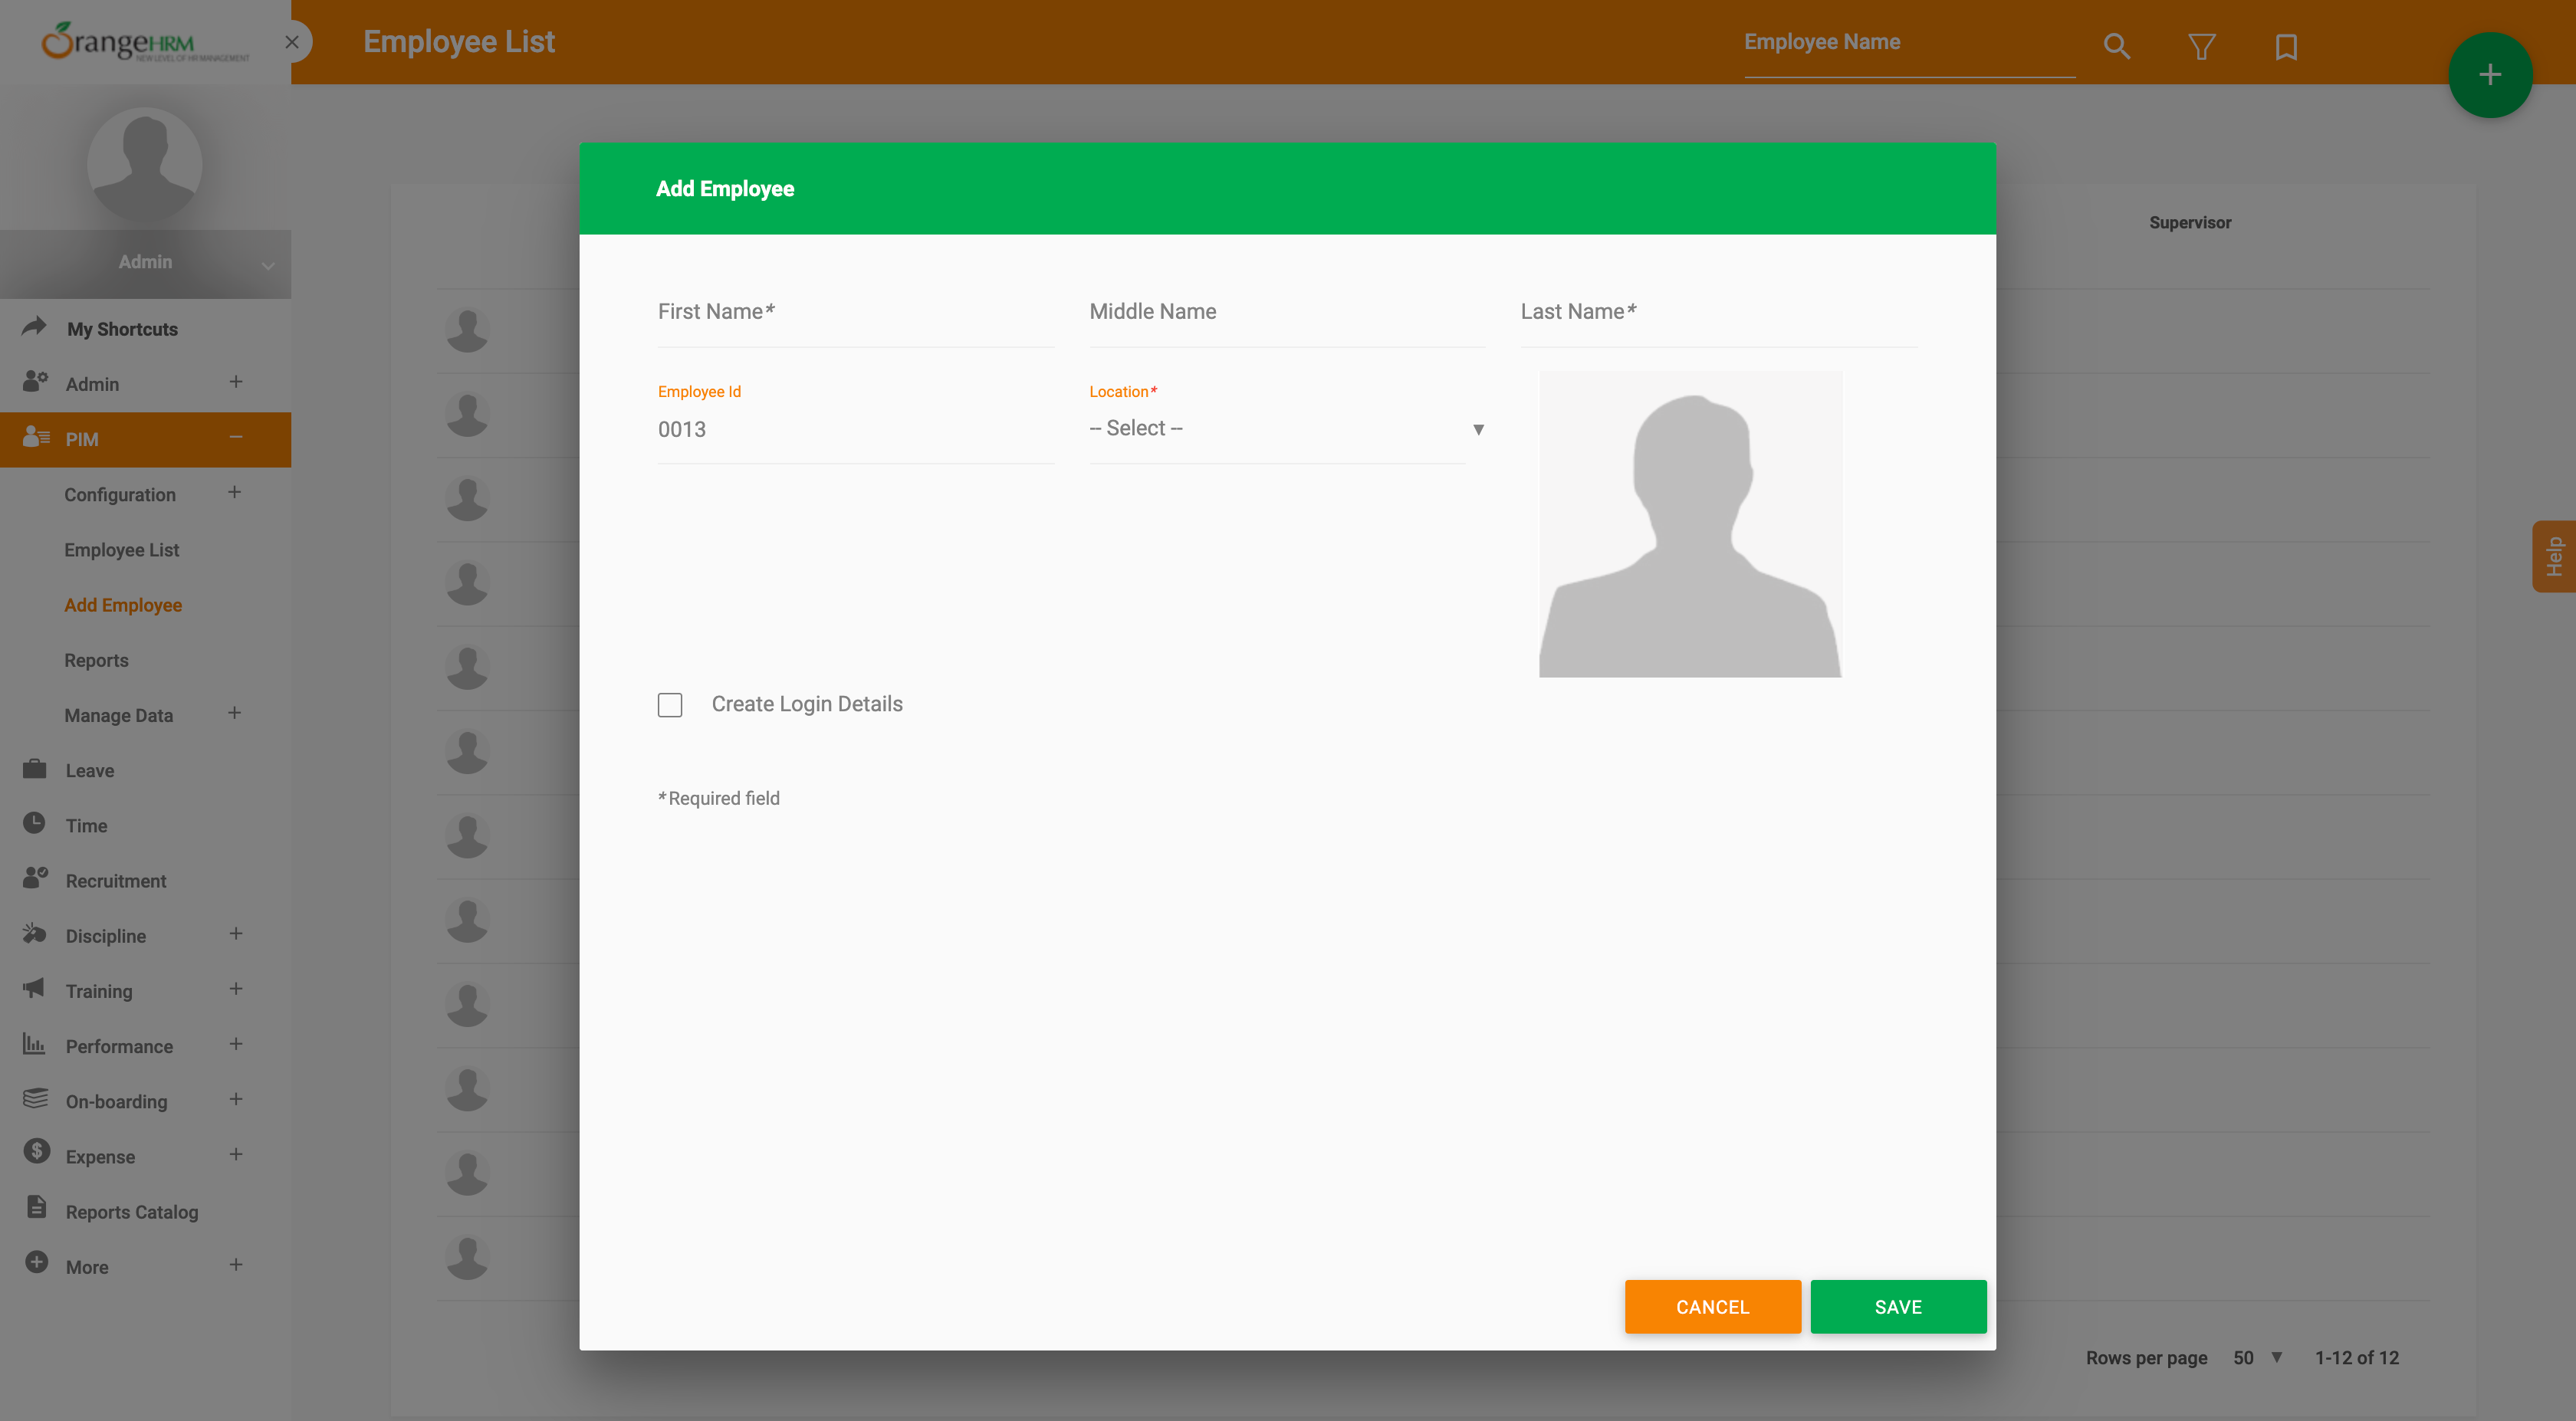 OrangeHRM
NEW LEVEL OF HR MANAGEMENT
Employee List
Employee Name
Admin
My Shortcuts
Admin
PIM
Configuration
Employee List
Add Employee
Reports
Manage Data
Leave
Time
Recruitment
Discipline
Training
Performance
On-boarding
Expense
Reports Catalog
More
Supervisor
Add Employee
First Name*
Middle Name
Last Name*
Employee Id
Location*
0013
-- Select --
Create Login Details
*Required field
CANCEL
SAVE
Help
Rows per page 50 1-12 of 12